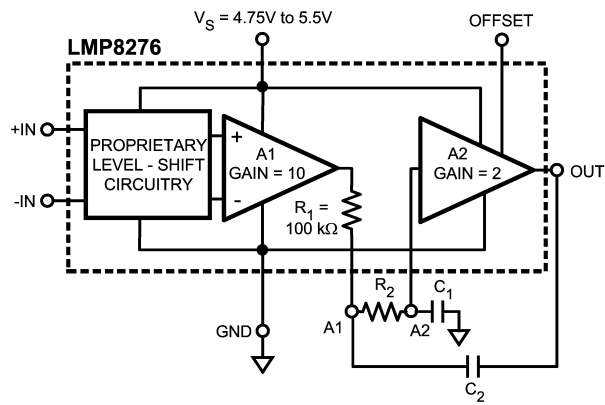 V_S = 4.75V to 5.5V
OFFSET
LMP8276
+IN
-IN
PROPRIETARY
LEVEL - SHIFT
CIRCUITRY
+
-
A1
GAIN = 10
A2
GAIN = 2
OUT
R_1 =
100 kΩ
R_2
C_1
A1
A2
GND
C_2